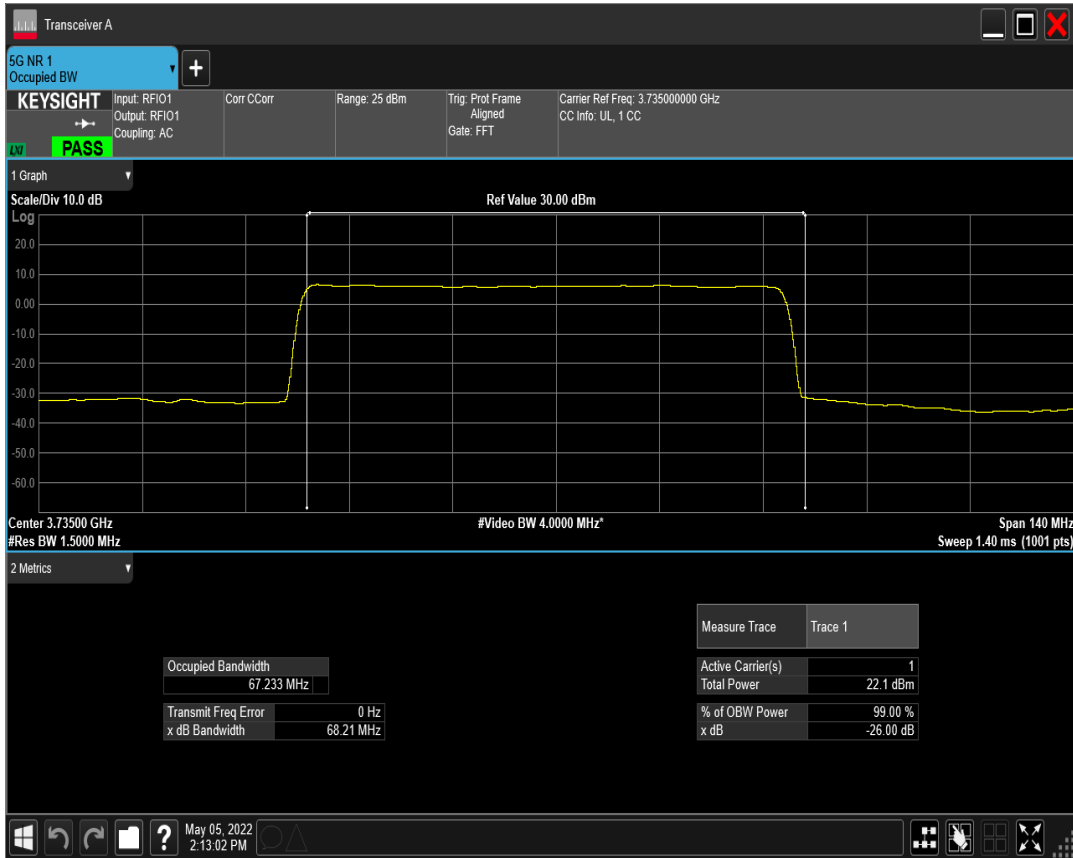 Transceiver A
5G NR 1
Occupied BW
+
KEYSIGHT
LXI
PASS
Input: RFIO1
Output: RFIO1
Coupling: AC
Corr CCorr
Range: 25 dBm
Trig: Prot Frame
Aligned
Gate: FFT
Carrier Ref Freq: 3.735000000 GHz
CC Info: UL, 1 CC
1 Graph
Scale/Div 10.0 dB
Ref Value 30.00 dBm
Log
20.0
10.0
0.00
-10.0
-20.0
-30.0
-40.0
-50.0
-60.0
Center 3.73500 GHz
#Video BW 4.0000 MHz*
Span 140 MHz
#Res BW 1.5000 MHz
Sweep 1.40 ms (1001 pts)
2 Metrics
Measure Trace Trace 1
Occupied Bandwidth
67.233 MHz
Active Carrier(s) 1
Total Power 22.1 dBm
Transmit Freq Error 0 Hz
x dB Bandwidth 68.21 MHz
% of OBW Power 99.00 %
x dB -26.00 dB
?
May 05, 2022
2:13:02 PM